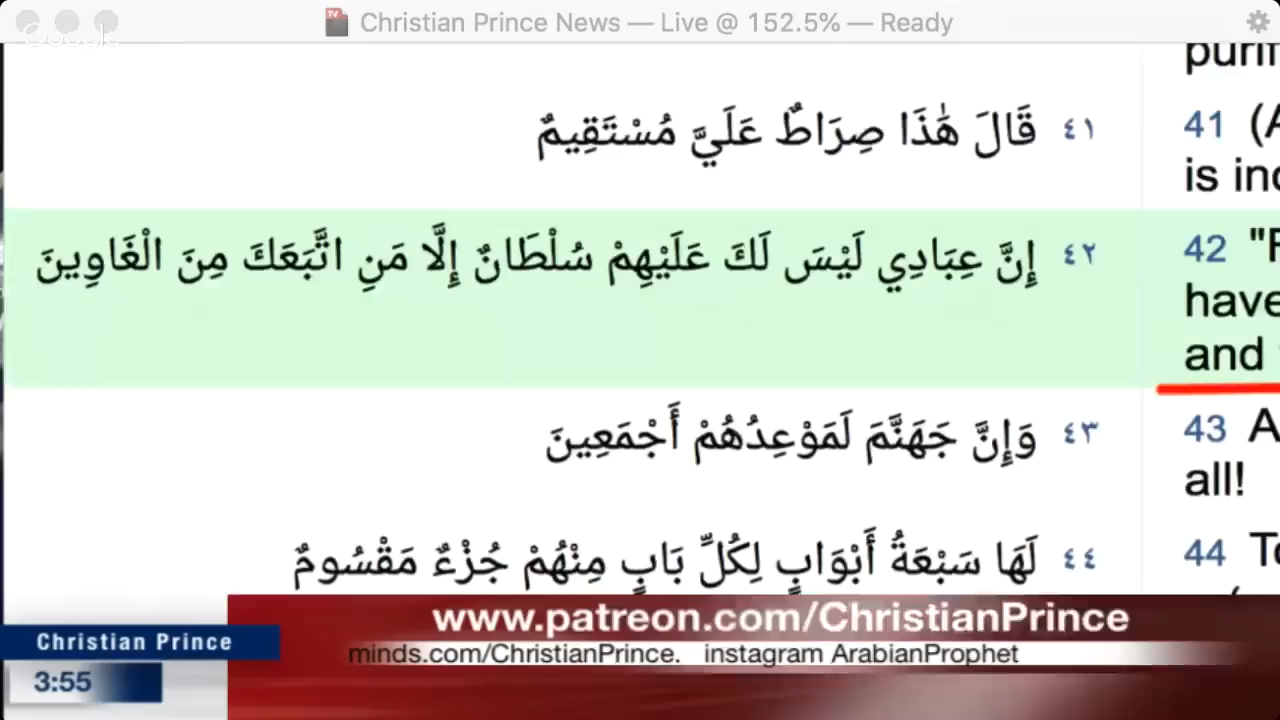 Christian Prince News — Live @ 152.5% — Ready
Google
٤١ قَالَ هَٰذَا صِرَاطٌ عَلَيَّ مُسْتَقِيمٌ
41
is
٤٢ إِنَّ عِبَادِي لَيْسَ لَكَ عَلَيْهِمْ سُلْطَانٌ إِلَّا مَنِ اتَّبَعَكَ مِنَ الْغَاوِينَ
42
have
and
٤٣ وَإِنَّ جَهَنَّمَ لَمَوْعِدُهُمْ أَجْمَعِينَ
43
all!
٤٤ لَهَا سَبْعَةُ أَبْوَابٍ لِكُلِّ بَابٍ مِنْهُمْ جُزْءٌ مَقْسُومٌ
44
www.patreon.com/ChristianPrince
Christian Prince
minds.com/ChristianPrince. instagram ArabianProphet
3:55